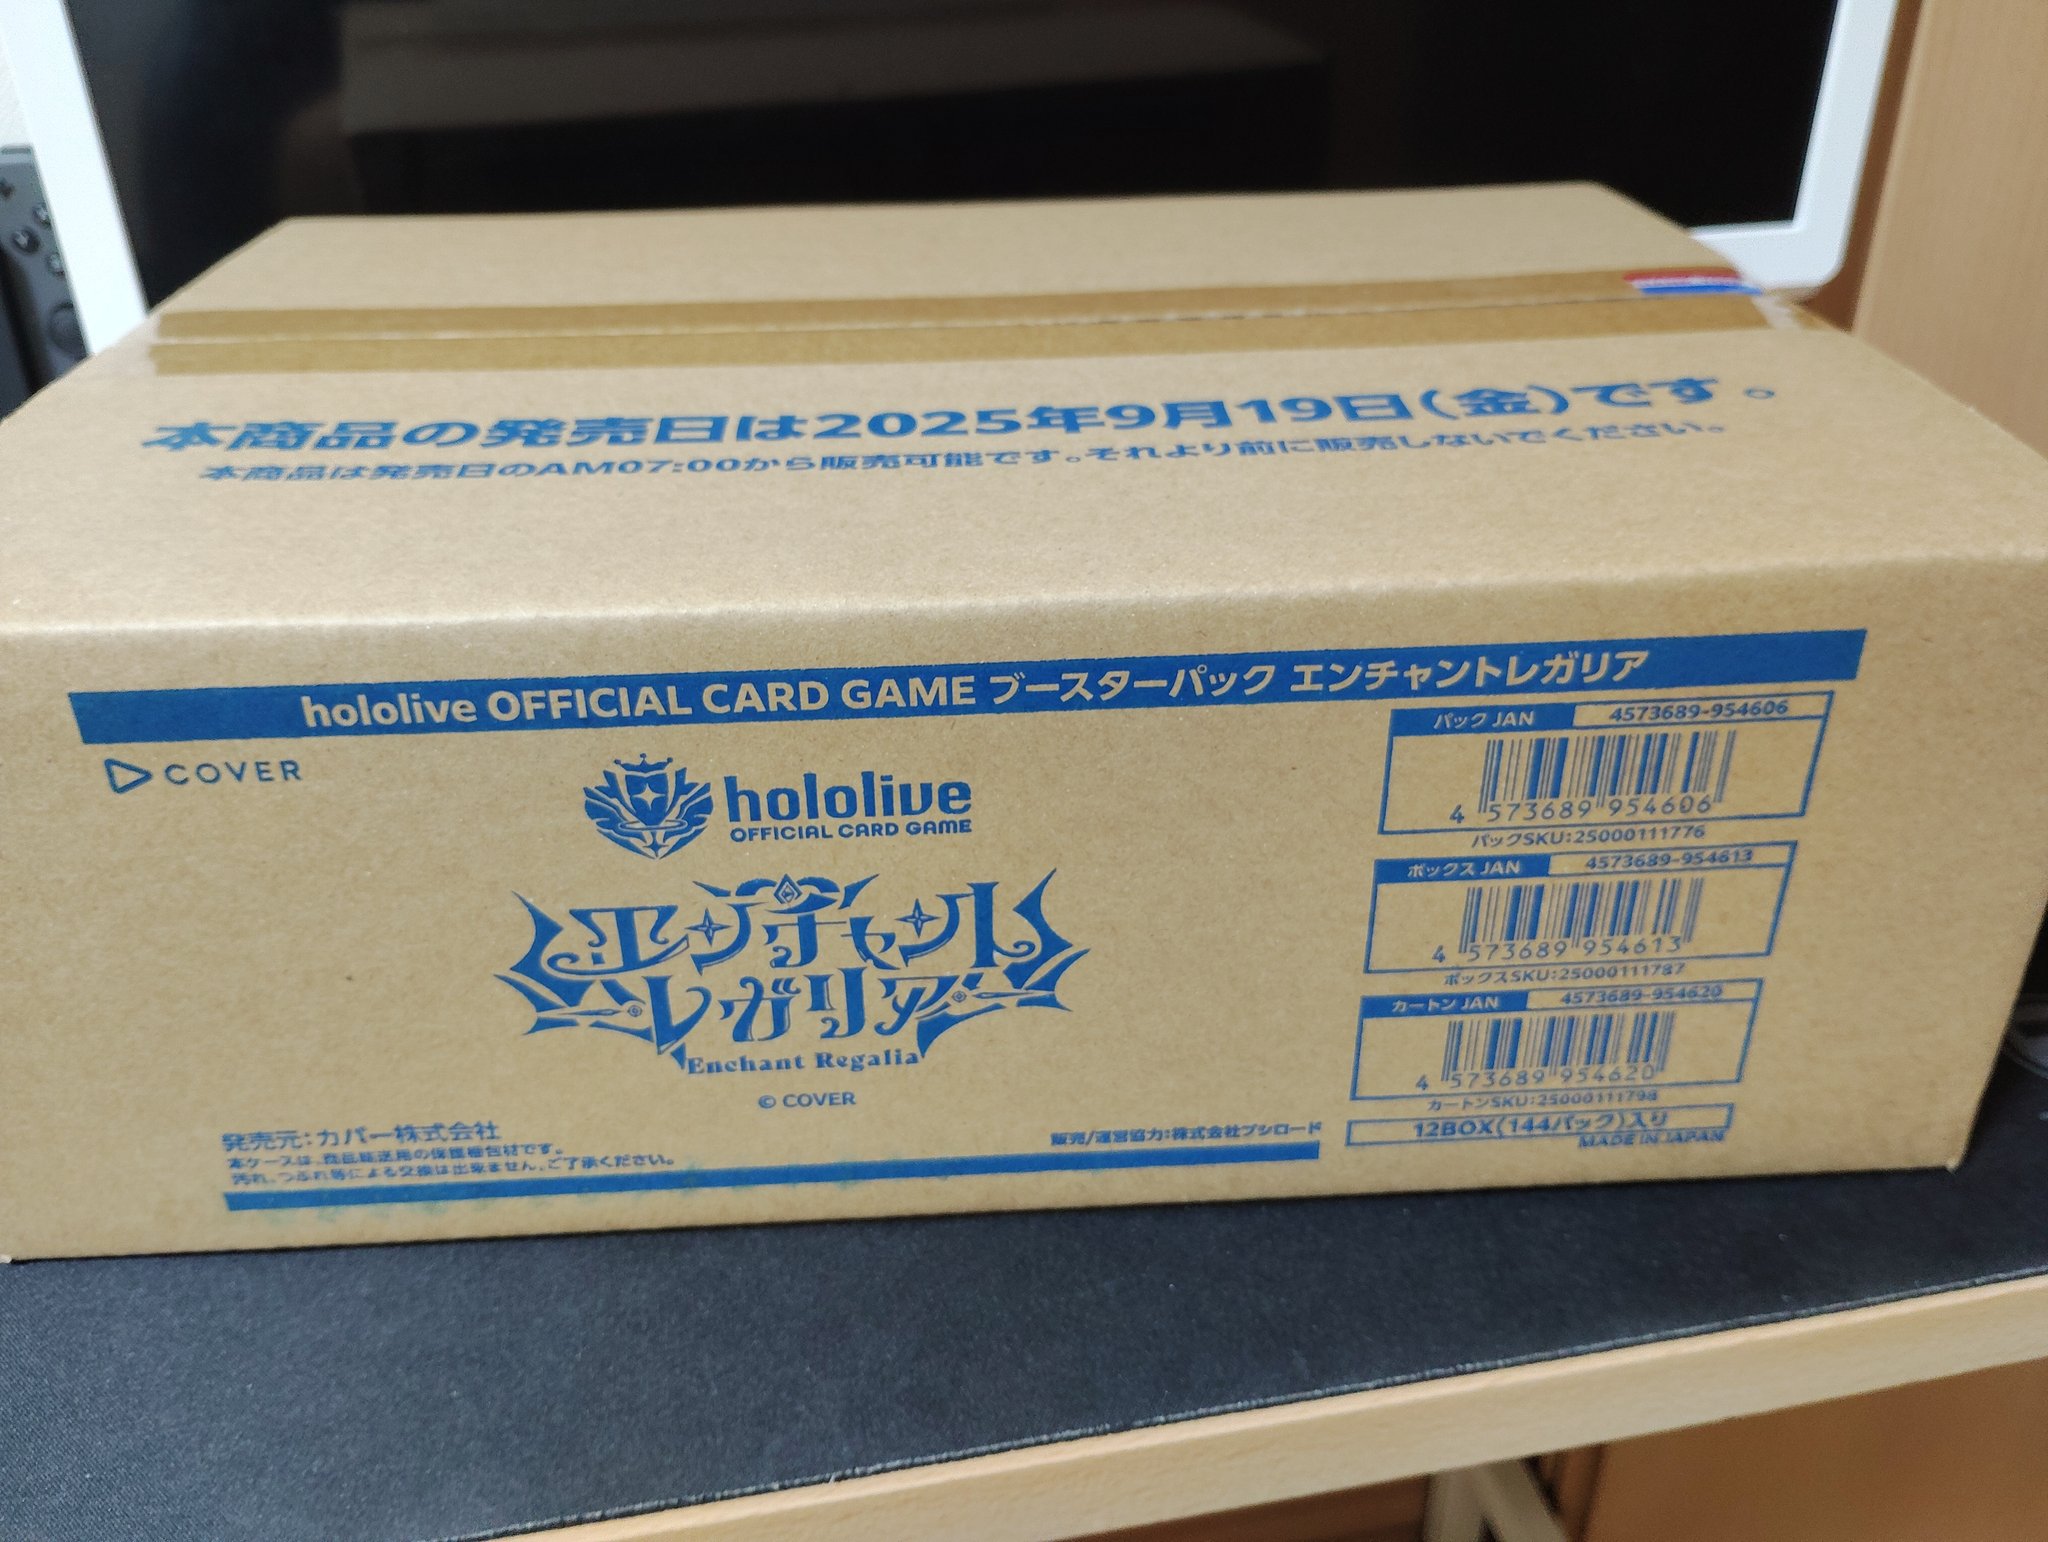 本商品の発売日は2025年9月19日(金)です。
本商品は発売日のAM07:00から販売可能です。それより前に販売しないでください。
hololive OFFICIAL CARD GAME ブースターパック エンチャントレガリア
COVER
hololive
OFFICIAL CARD GAME
エンチャント
レガリア
Enchant Regalia
© COVER
発売元：カバー株式会社
本ケースは、商品輸送用の保護梱包材です。
汚れ、つぶれ等による交換は出来ません。ご了承ください。
販売/運営協力：株式会社ブシロード
パック JAN 4573689-954606
4 573689 954606
パックSKU:25000111776
ボックス JAN 4573689-954613
4 573689 954613
ボックスSKU:25000111787
カートン JAN 4573689-954620
4 573689 954620
カートンSKU:25000111798
12BOX(144パック)入り
MADE IN JAPAN